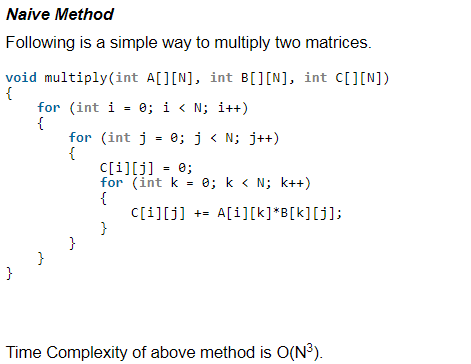 Naive Method
Following is a simple way to multiply two matrices.
void multiply(int A[][N], int B[][N], int C[][N])
{
    for (int i = 0; i < N; i++)
    {
        for (int j = 0; j < N; j++)
        {
            C[i][j] = 0;
            for (int k = 0; k < N; k++)
            {
                C[i][j] += A[i][k]*B[k][j];
            }
        }
    }
}
Time Complexity of above method is O(N³).